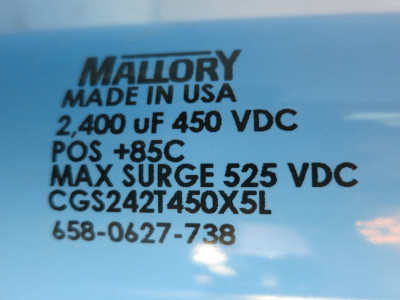 MALLORY
MADE IN USA
2,400 uF 450 VDC
POS +85C
MAX SURGE 525 VDC
CGS242T450X5L
658-0627-738